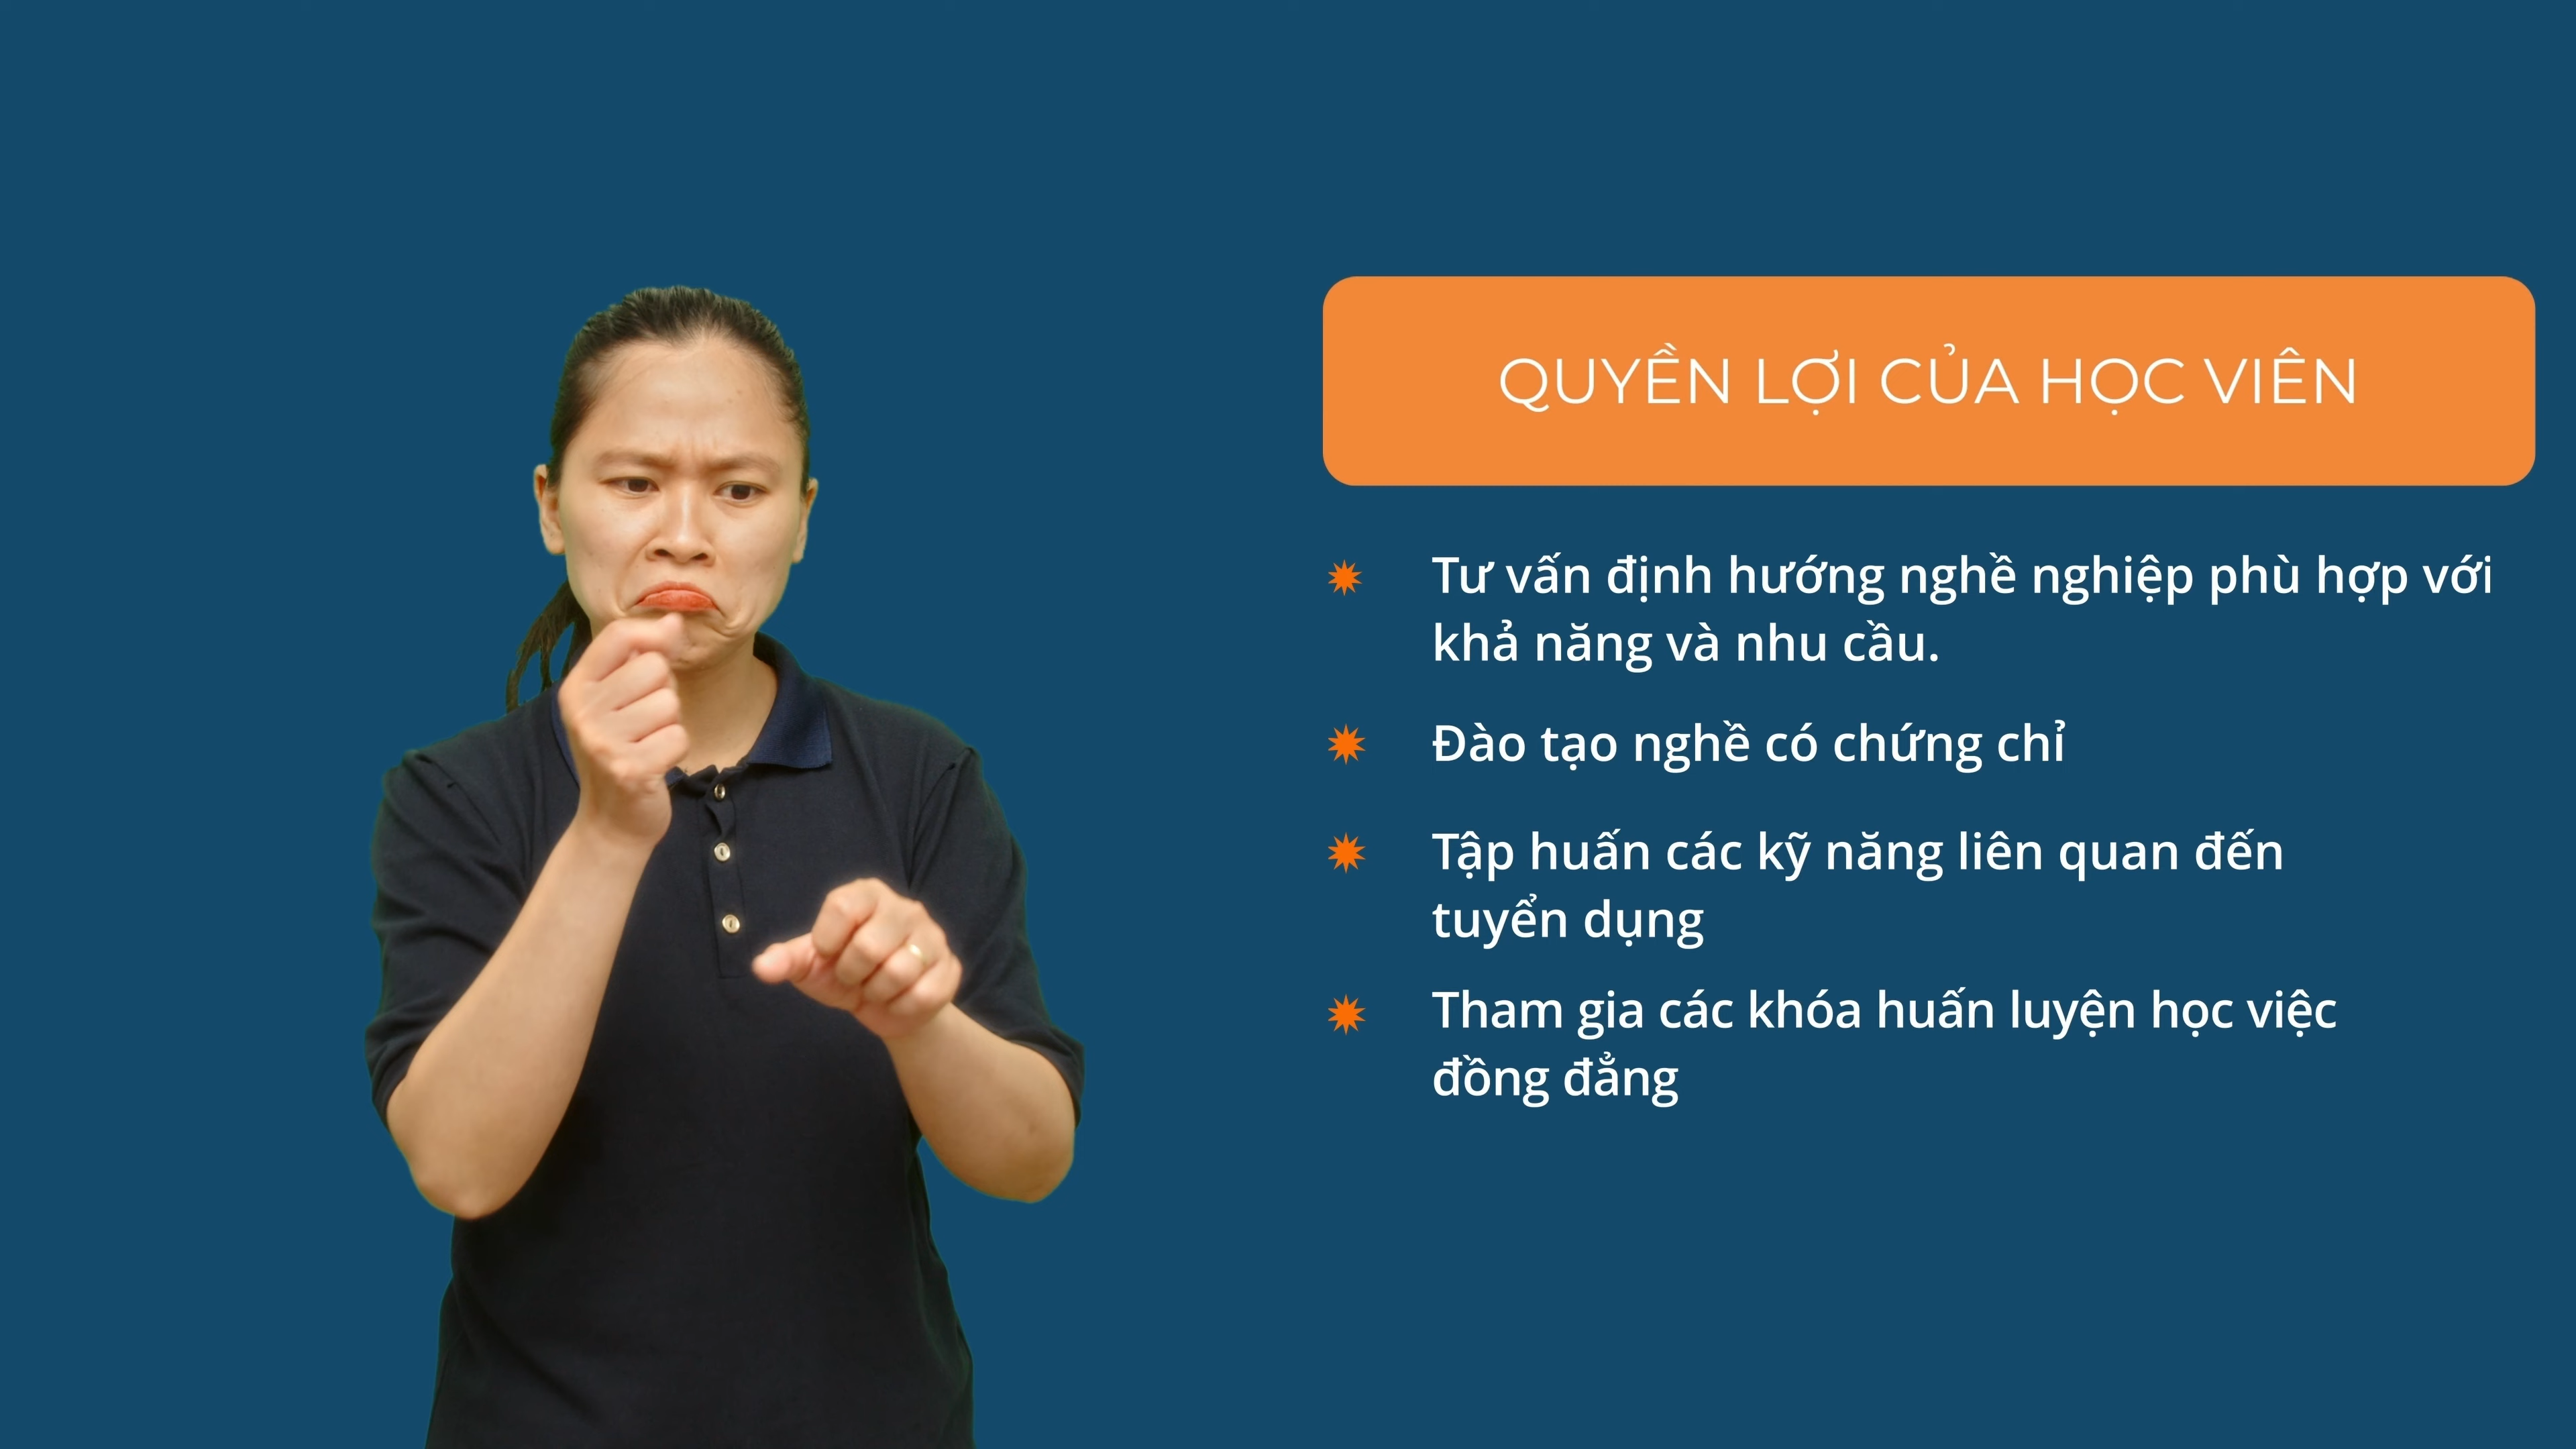 QUYỀN LỢI CỦA HỌC VIÊN
Tư vấn định hướng nghề nghiệp phù hợp với
khả năng và nhu cầu.
Đào tạo nghề có chứng chỉ
Tập huấn các kỹ năng liên quan đến
tuyển dụng
Tham gia các khóa huấn luyện học việc
đồng đẳng